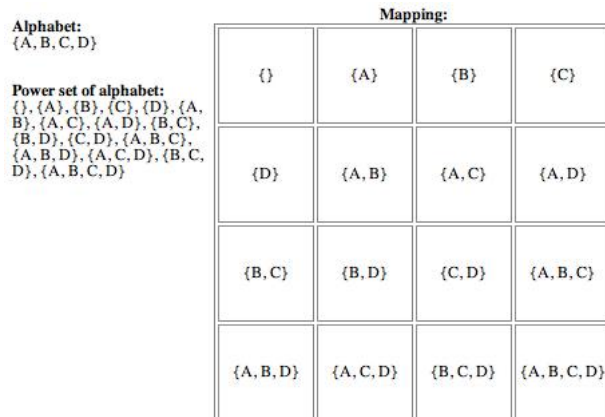 Alphabet:
{A, B, C, D}
Power set of alphabet:
{}, {A}, {B}, {C}, {D}, {A,
B}, {A, C}, {A, D}, {B, C},
{B, D}, {C, D}, {A, B, C},
{A, B, D}, {A, C, D}, {B, C,
D}, {A, B, C, D}
Mapping:
{} {A} {B} {C}
{D} {A, B} {A, C} {A, D}
{B, C} {B, D} {C, D} {A, B, C}
{A, B, D} {A, C, D} {B, C, D} {A, B, C, D}